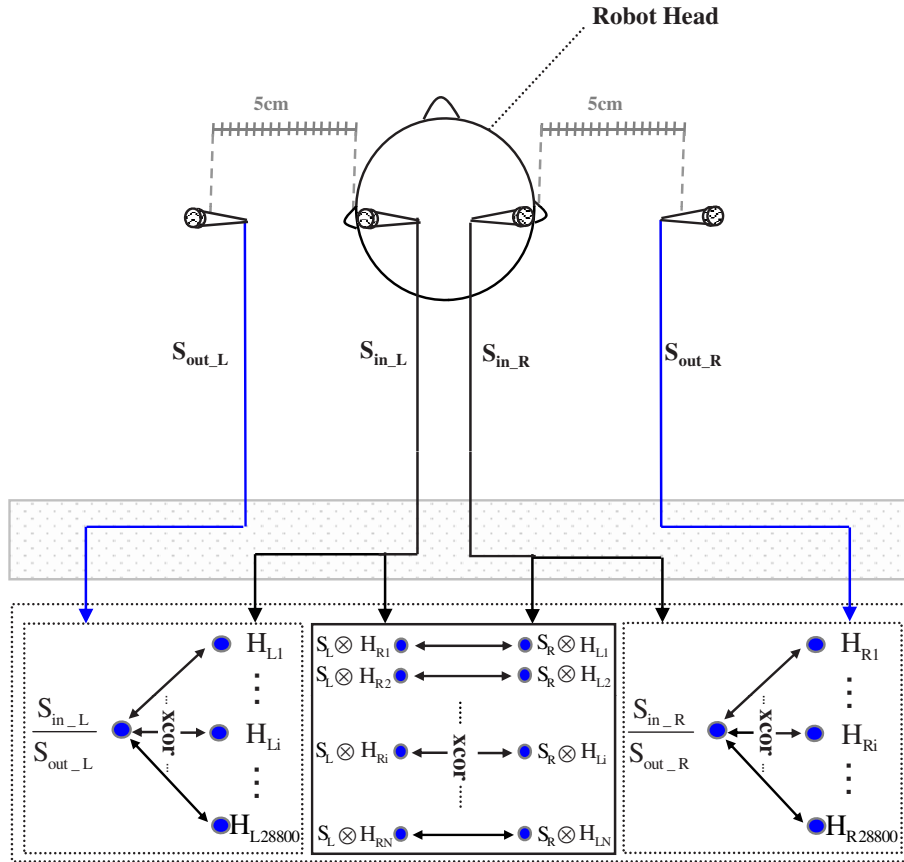 Robot Head
5cm
5cm
S_out_L
S_in_L
S_in_R
S_out_R
S_in_L / S_out_L
xcor
H_L1
H_Li
H_L28800
S_L ⊗ H_R1
S_R ⊗ H_L1
S_L ⊗ H_R2
S_R ⊗ H_L2
S_L ⊗ H_Ri
xcor
S_R ⊗ H_Li
S_L ⊗ H_RN
S_R ⊗ H_LN
S_in_R / S_out_R
xcor
H_R1
H_Ri
H_R28800